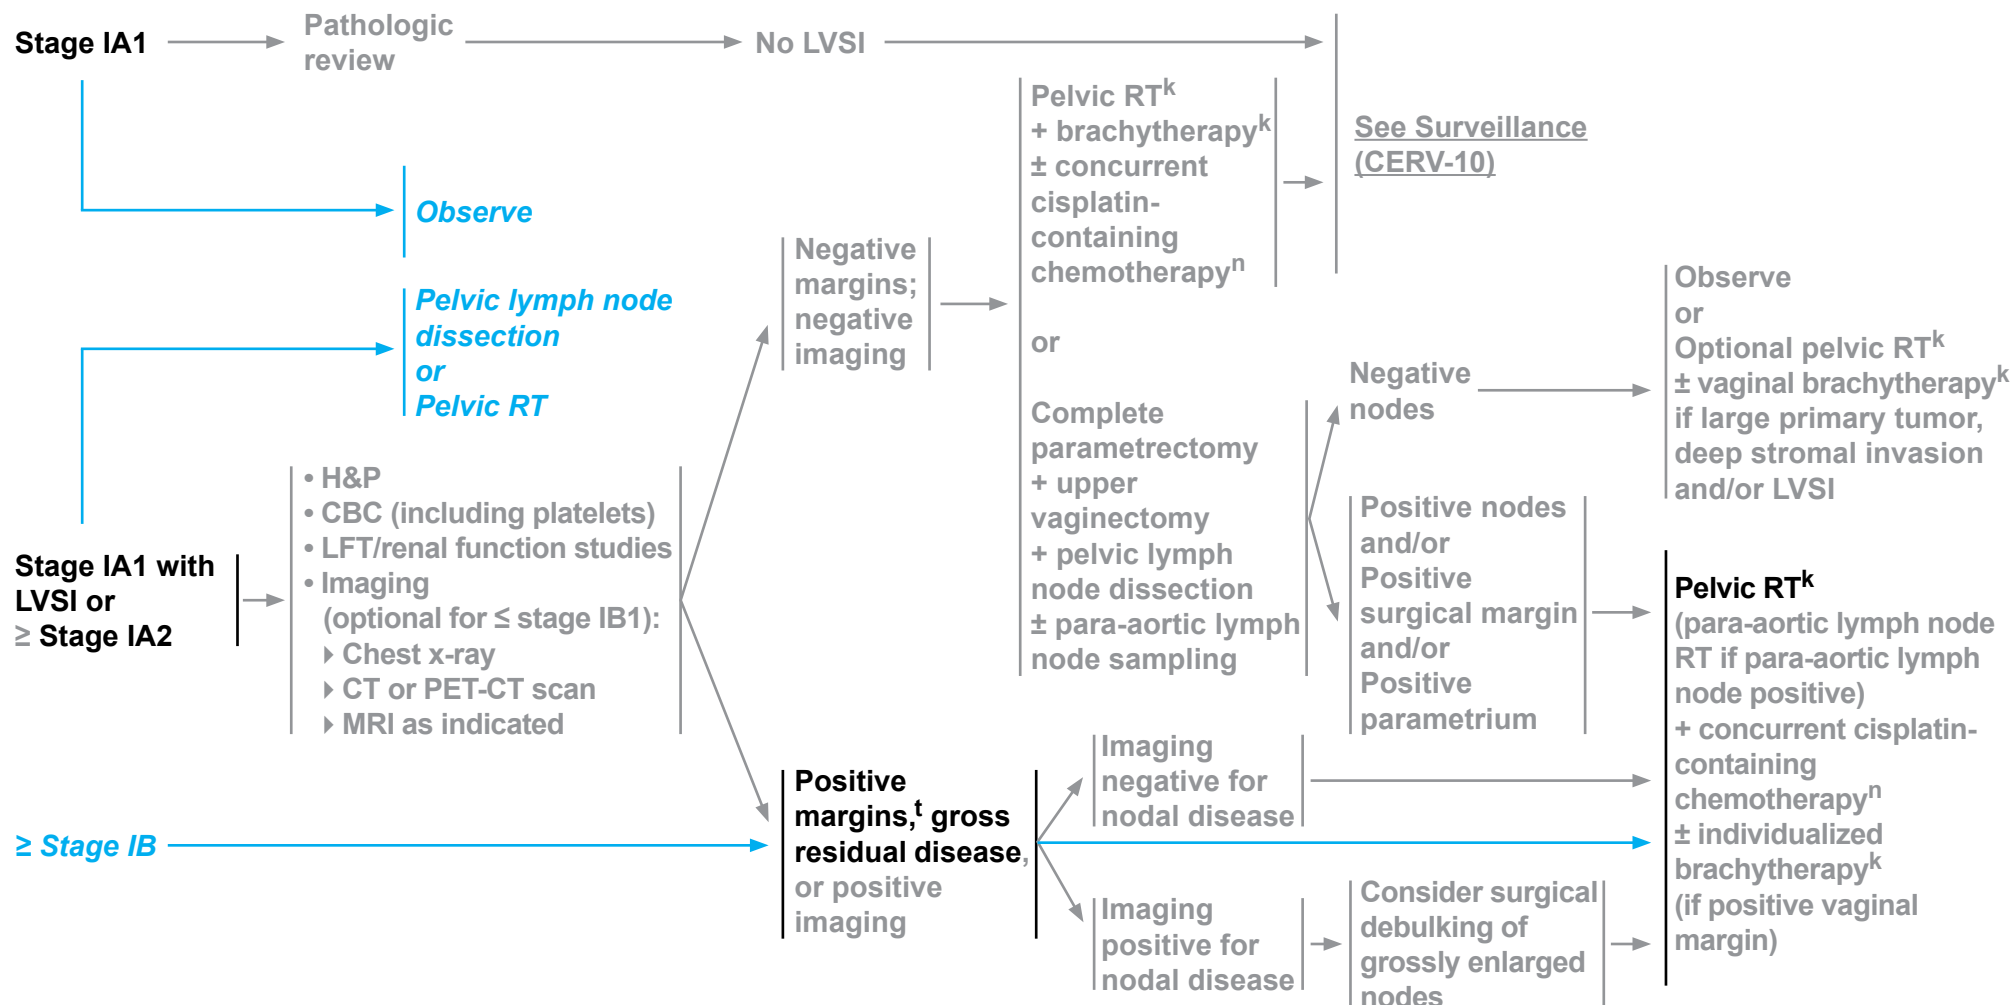 Stage IA1
Pathologic
review
No LVSI
Pelvic RTᵏ
+ brachytherapyᵏ
± concurrent
cisplatin-
containing
chemotherapyⁿ
or
Complete
parametrectomy
+ upper
vaginectomy
+ pelvic lymph
node dissection
± para-aortic lymph
node sampling
See Surveillance
(CERV-10)
Observe
Pelvic lymph node
dissection
or
Pelvic RT
Negative
margins;
negative
imaging
Negative
nodes
Observe
or
Optional pelvic RTᵏ
± vaginal brachytherapyᵏ
if large primary tumor,
deep stromal invasion
and/or LVSI
Stage IA1 with
LVSI or
≥ Stage IA2
• H&P
• CBC (including platelets)
• LFT/renal function studies
• Imaging
(optional for ≤ stage IB1):
▸ Chest x-ray
▸ CT or PET-CT scan
▸ MRI as indicated
Positive nodes
and/or
Positive
surgical margin
and/or
Positive
parametrium
Pelvic RTᵏ
(para-aortic lymph node
RT if para-aortic lymph
node positive)
+ concurrent cisplatin-
containing
chemotherapyⁿ
± individualized
brachytherapyᵏ
(if positive vaginal
margin)
≥ Stage IB
Positive
margins,ᵗ gross
residual disease,
or positive
imaging
Imaging
negative for
nodal disease
Imaging
positive for
nodal disease
Consider surgical
debulking of
grossly enlarged
nodes